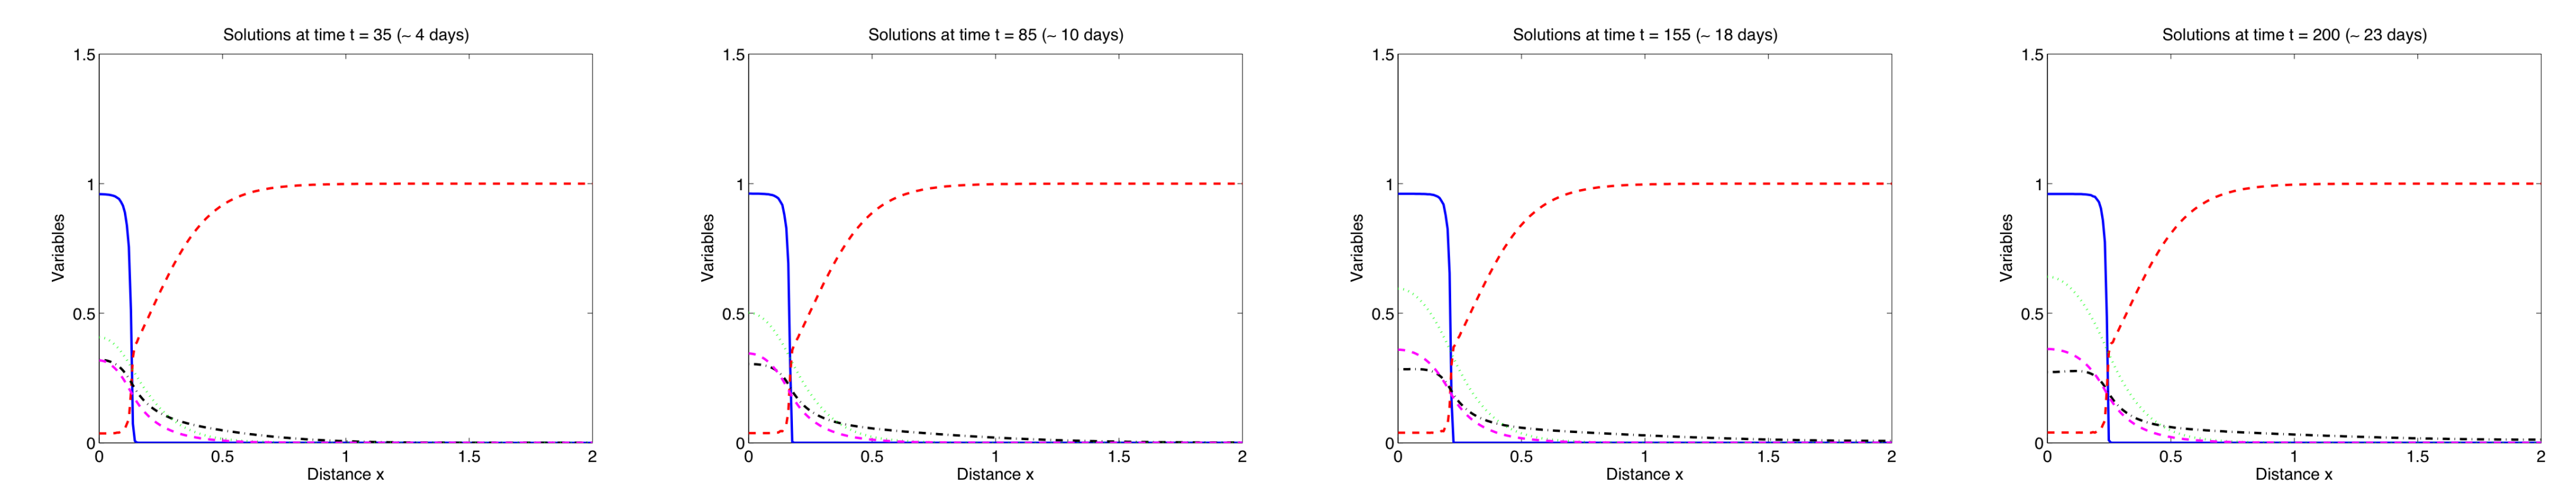 Solutions at time t = 35 (~ 4 days)
1.5
1
0.5
0
Variables
0 0.5 1 1.5 2
Distance x
Solutions at time t = 85 (~ 10 days)
1.5
1
0.5
0
Variables
0 0.5 1 1.5 2
Distance x
Solutions at time t = 155 (~ 18 days)
1.5
1
0.5
0
Variables
0 0.5 1 1.5 2
Distance x
Solutions at time t = 200 (~ 23 days)
1.5
1
0.5
0
Variables
0 0.5 1 1.5 2
Distance x